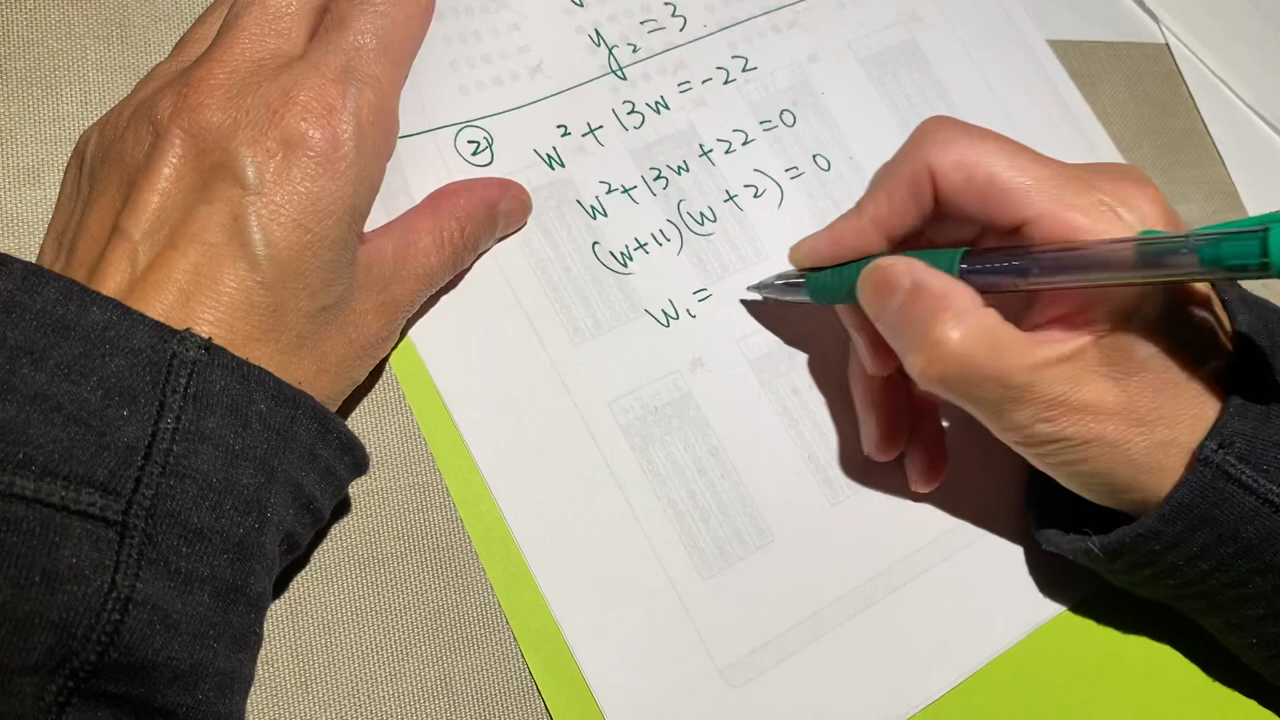 y₂ = 3.
② w² + 13w = -22
w² + 13w + 22 = 0
(w+11)(w+2) = 0
w₁ =